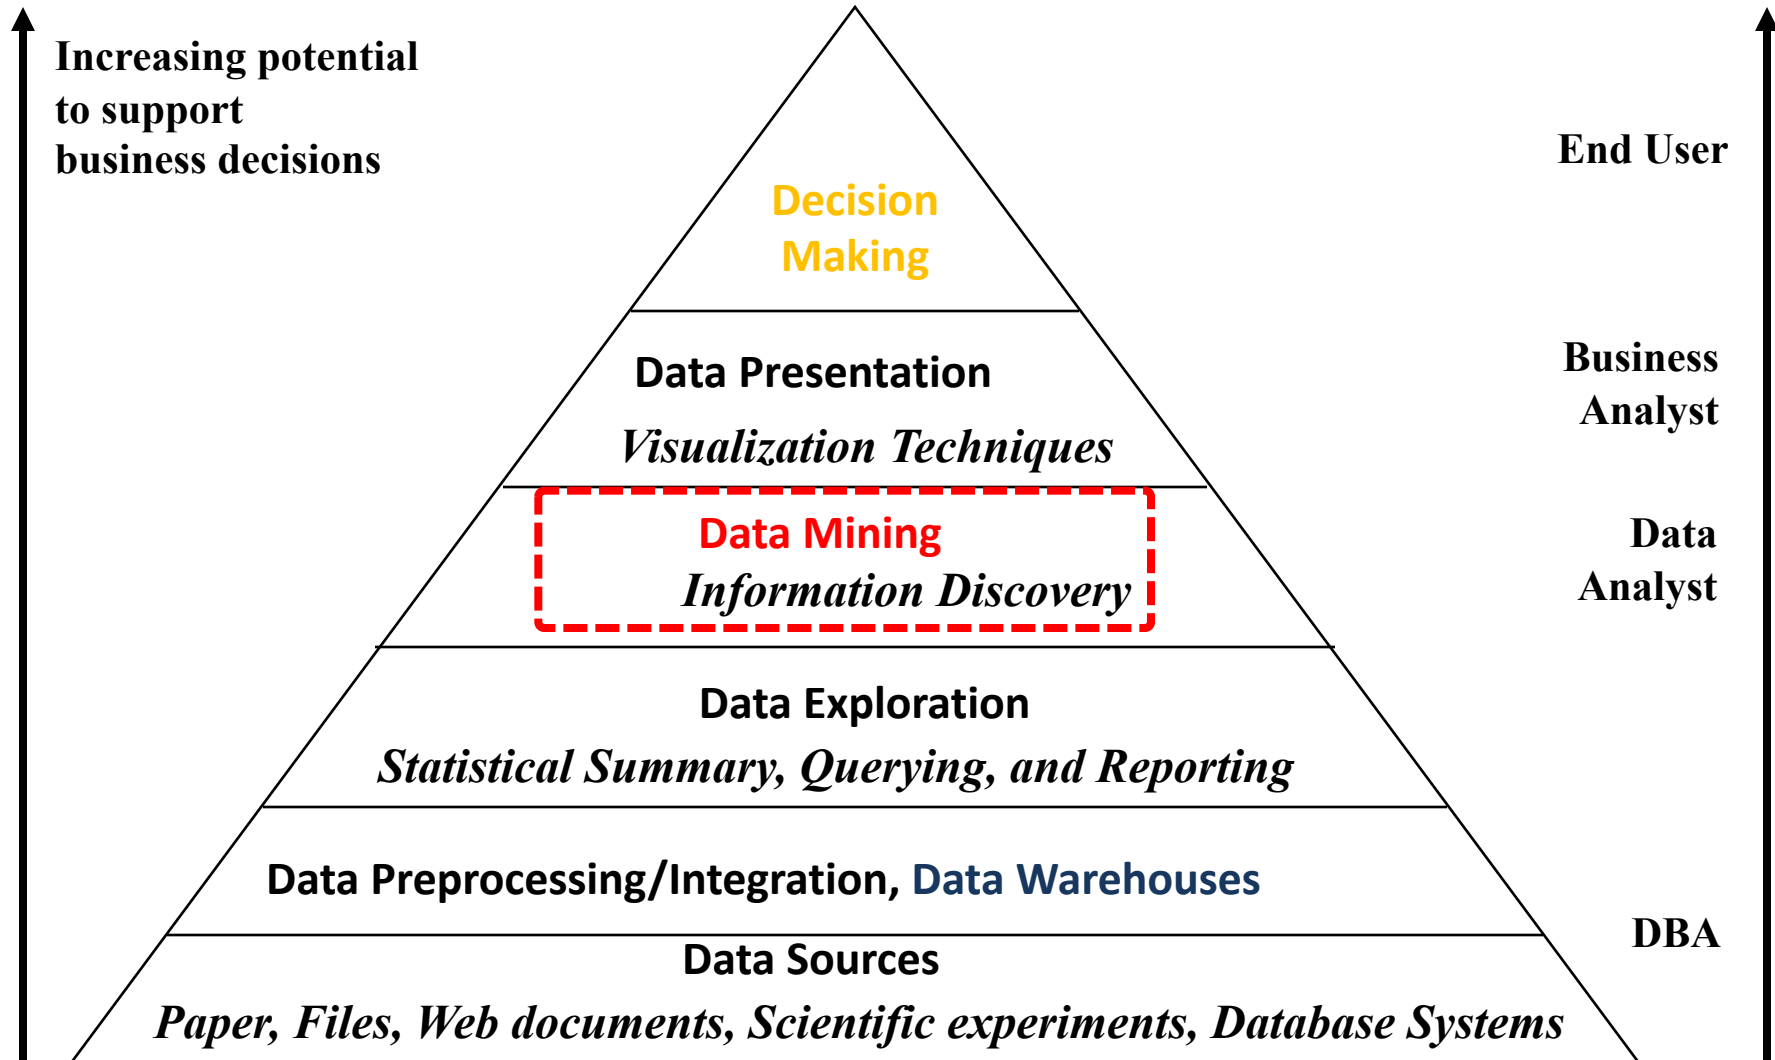 Increasing potential
to support
business decisions
End User
Decision
Making
Data Presentation
Visualization Techniques
Business
Analyst
Data Mining
Information Discovery
Data
Analyst
Data Exploration
Statistical Summary, Querying, and Reporting
Data Preprocessing/Integration, Data Warehouses
DBA
Data Sources
Paper, Files, Web documents, Scientific experiments, Database Systems